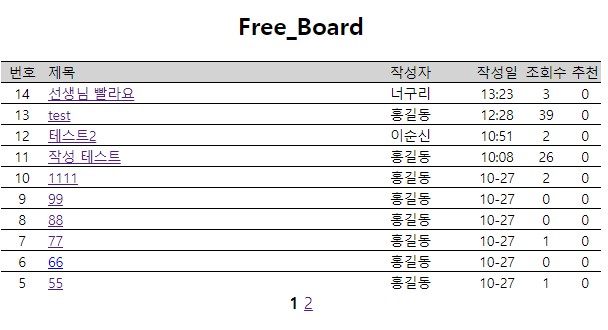 Free_Board
번호 제목 작성자 작성일 조회수 추천
14 선생님 빨라요 너구리 13:23 3 0
13 test 홍길동 12:28 39 0
12 테스트2 이순신 10:51 2 0
11 작성 테스트 홍길동 10:08 26 0
10 1111 홍길동 10-27 2 0
9 99 홍길동 10-27 0 0
8 88 홍길동 10-27 0 0
7 77 홍길동 10-27 1 0
6 66 홍길동 10-27 0 0
5 55 홍길동 10-27 1 0
1 2